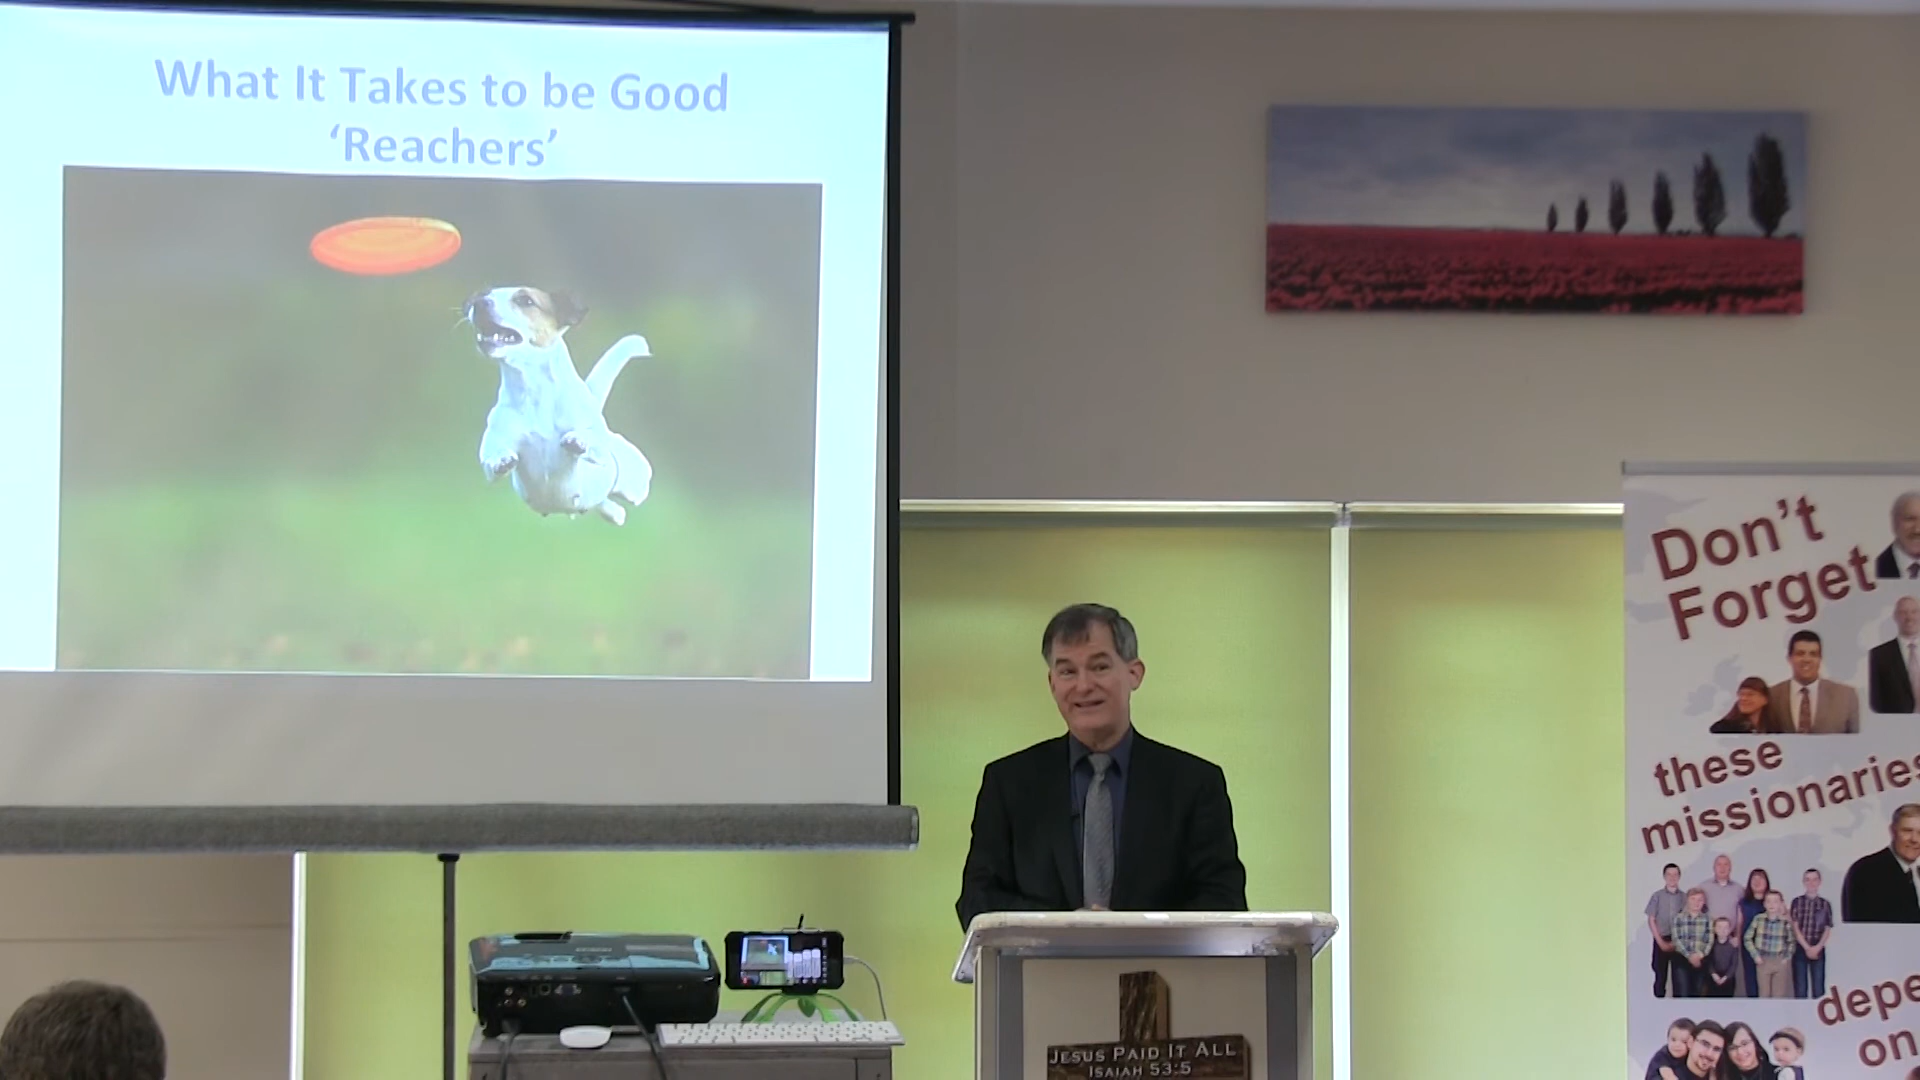 What It Takes to be Good
‘Reachers’
Don't
Forget
these
missionaries
on
JESUS PAID IT ALL
ISAIAH 53:5